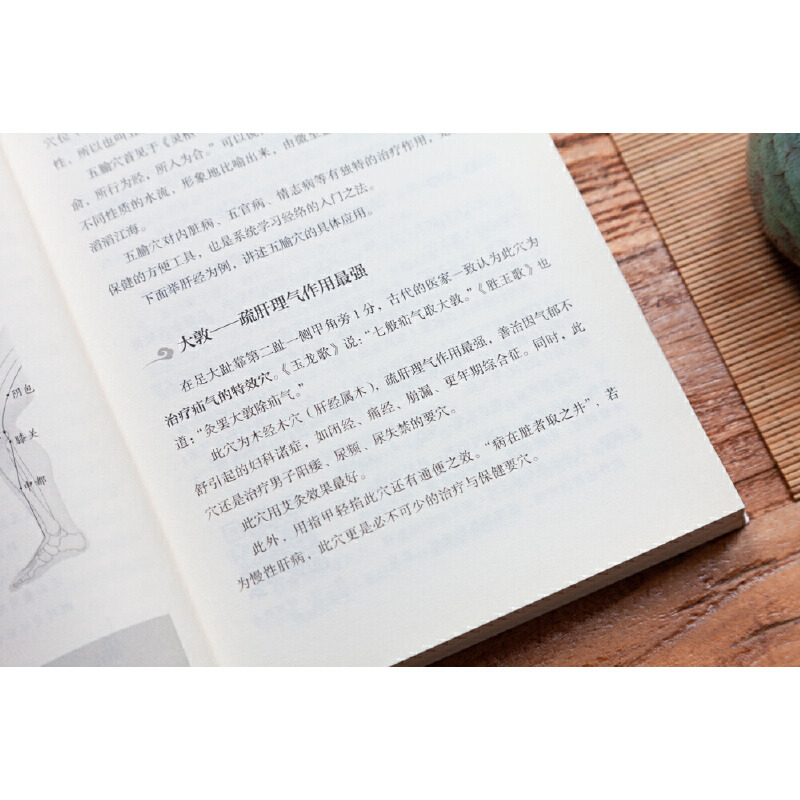 阴包
膝关
中都
性，所以也叫五
五腧穴首见于《灵枢
俞，所行为经，所入为合。”可以说
不同性质的水流，形象地比喻出来，由微至
滔滔江海。
五腧穴对内脏病、五官病、情志病等有独特的治疗作用，是
保健的方便工具，也是系统学习经络的入门之法。
下面举肝经为例，讲述五腧穴的具体应用。
大敦——疏肝理气作用最强
在足大趾靠第二趾一侧甲角旁1分，古代的医家一致认为此穴为
治疗疝气的特效穴。《玉龙歌》说：“七般疝气取大敦。”《胜玉歌》也
道：“灸罢大敦除疝气。”
此穴为木经木穴（肝经属木），疏肝理气作用最强，善治因气郁不
舒引起的妇科诸症，如闭经、痛经、崩漏、更年期综合征。同时，此
穴还是治疗男子阳痿、尿频、尿失禁的要穴。
此穴用艾灸效果最好。
此外，用指甲轻掐此穴还有通便之效。“病在脏者取之井”，若
为慢性肝病，此穴更是必不可少的治疗与保健要穴。